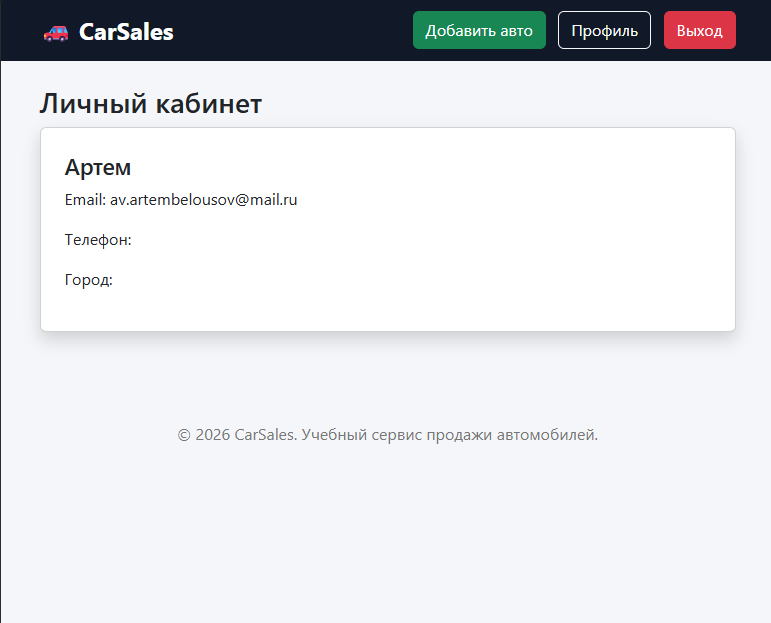 CarSales
Добавить авто
Профиль
Выход
Личный кабинет
Артем
Email: av.artembelousov@mail.ru
Телефон:
Город:
© 2026 CarSales. Учебный сервис продажи автомобилей.